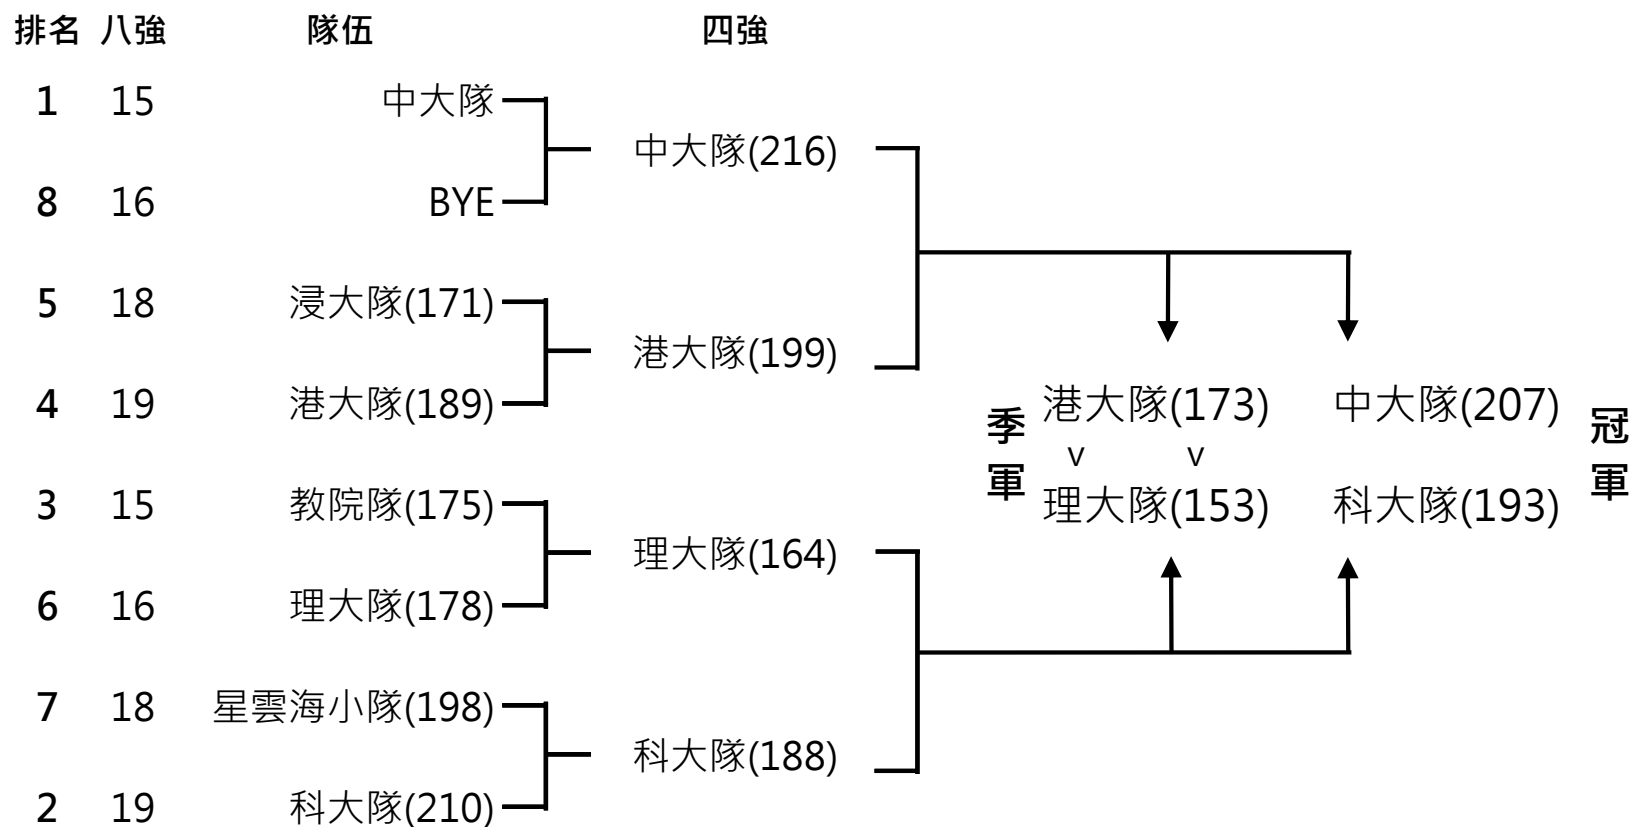 排名 八強 隊伍 四強
1 15 中大隊
中大隊(216)
8 16 BYE
5 18 浸大隊(171)
港大隊(199)
4 19 港大隊(189)
季軍 港大隊(173) 中大隊(207) 冠軍
v v
理大隊(153) 科大隊(193)
3 15 教院隊(175)
理大隊(164)
6 16 理大隊(178)
7 18 星雲海小隊(198)
科大隊(188)
2 19 科大隊(210)